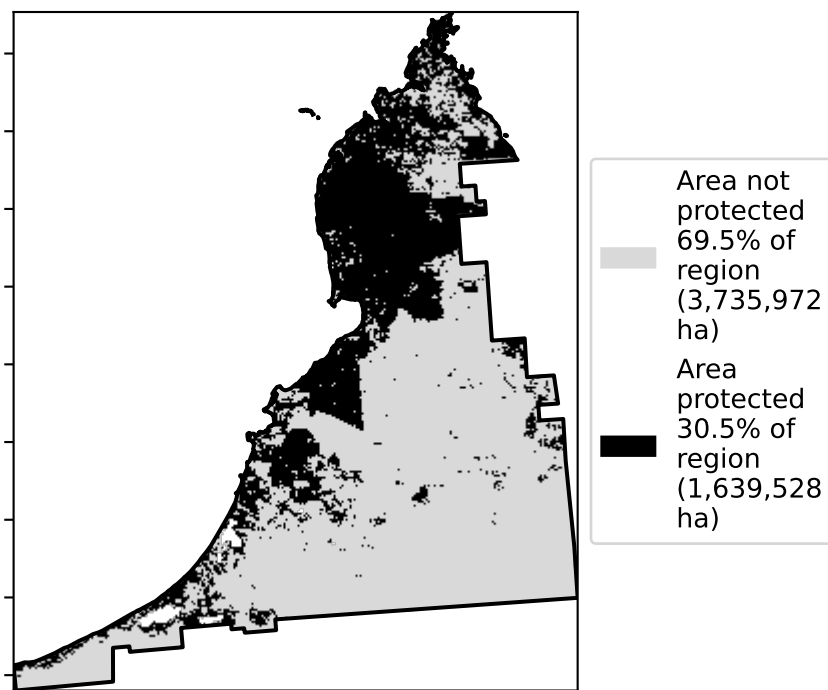 Area not
protected
69.5% of
region
(3,735,972
ha)
Area
protected
30.5% of
region
(1,639,528
ha)